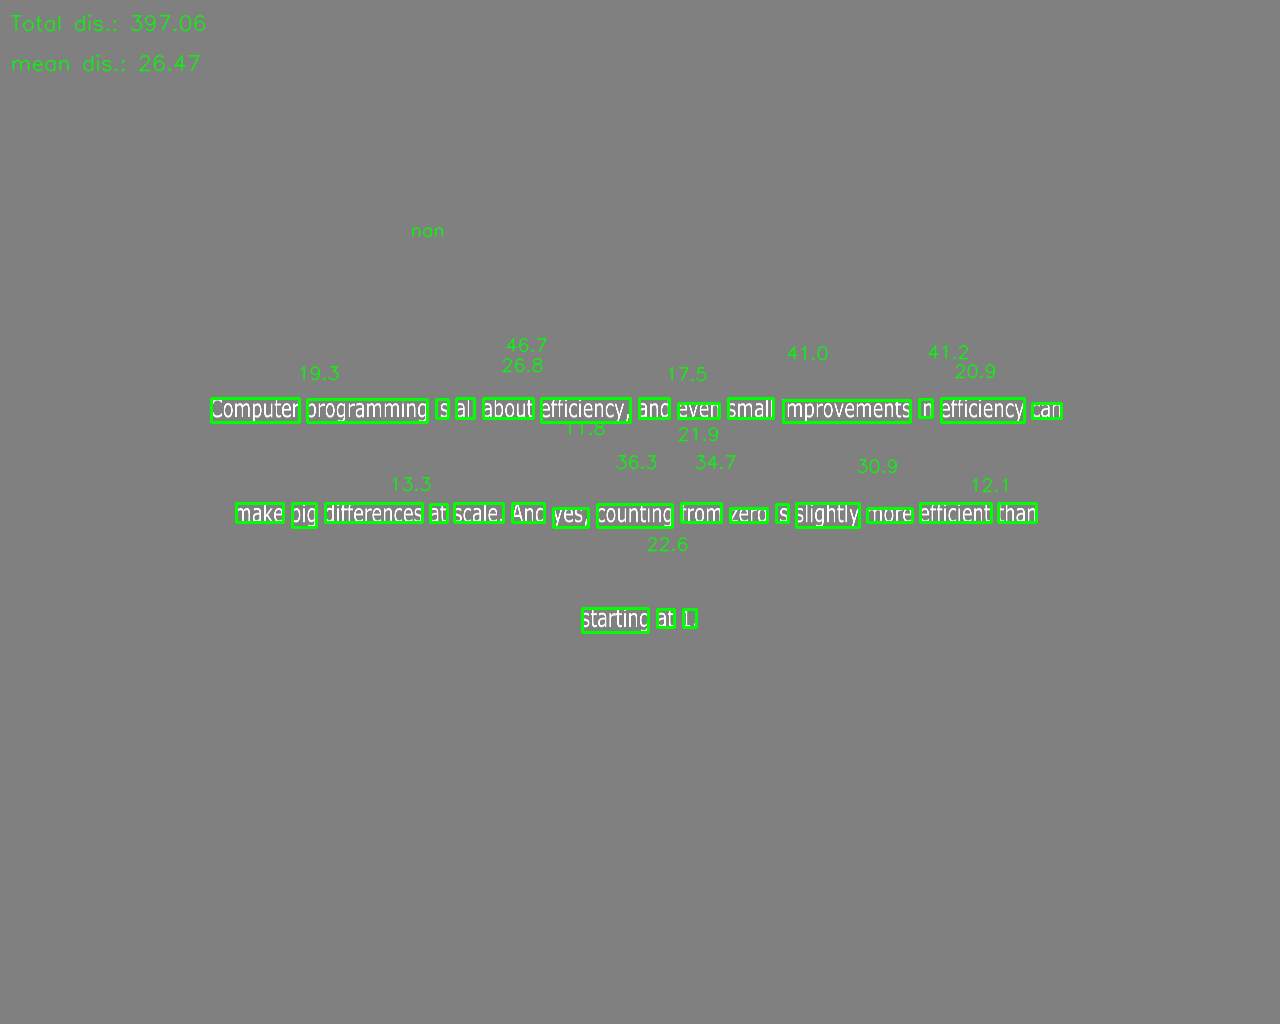 Total dis.: 397.06
mean dis.: 26.47
nan
46.7 41.0 41.2
19.3 26.8 17.5 20.9
Computer programming is all about efficiency, and even small improvements in efficiency can
11.8 21.9
36.3 34.7 30.9
13.3 12.1
make big differences at scale. And yes, counting from zero is slightly more efficient than
22.6
starting at 1.